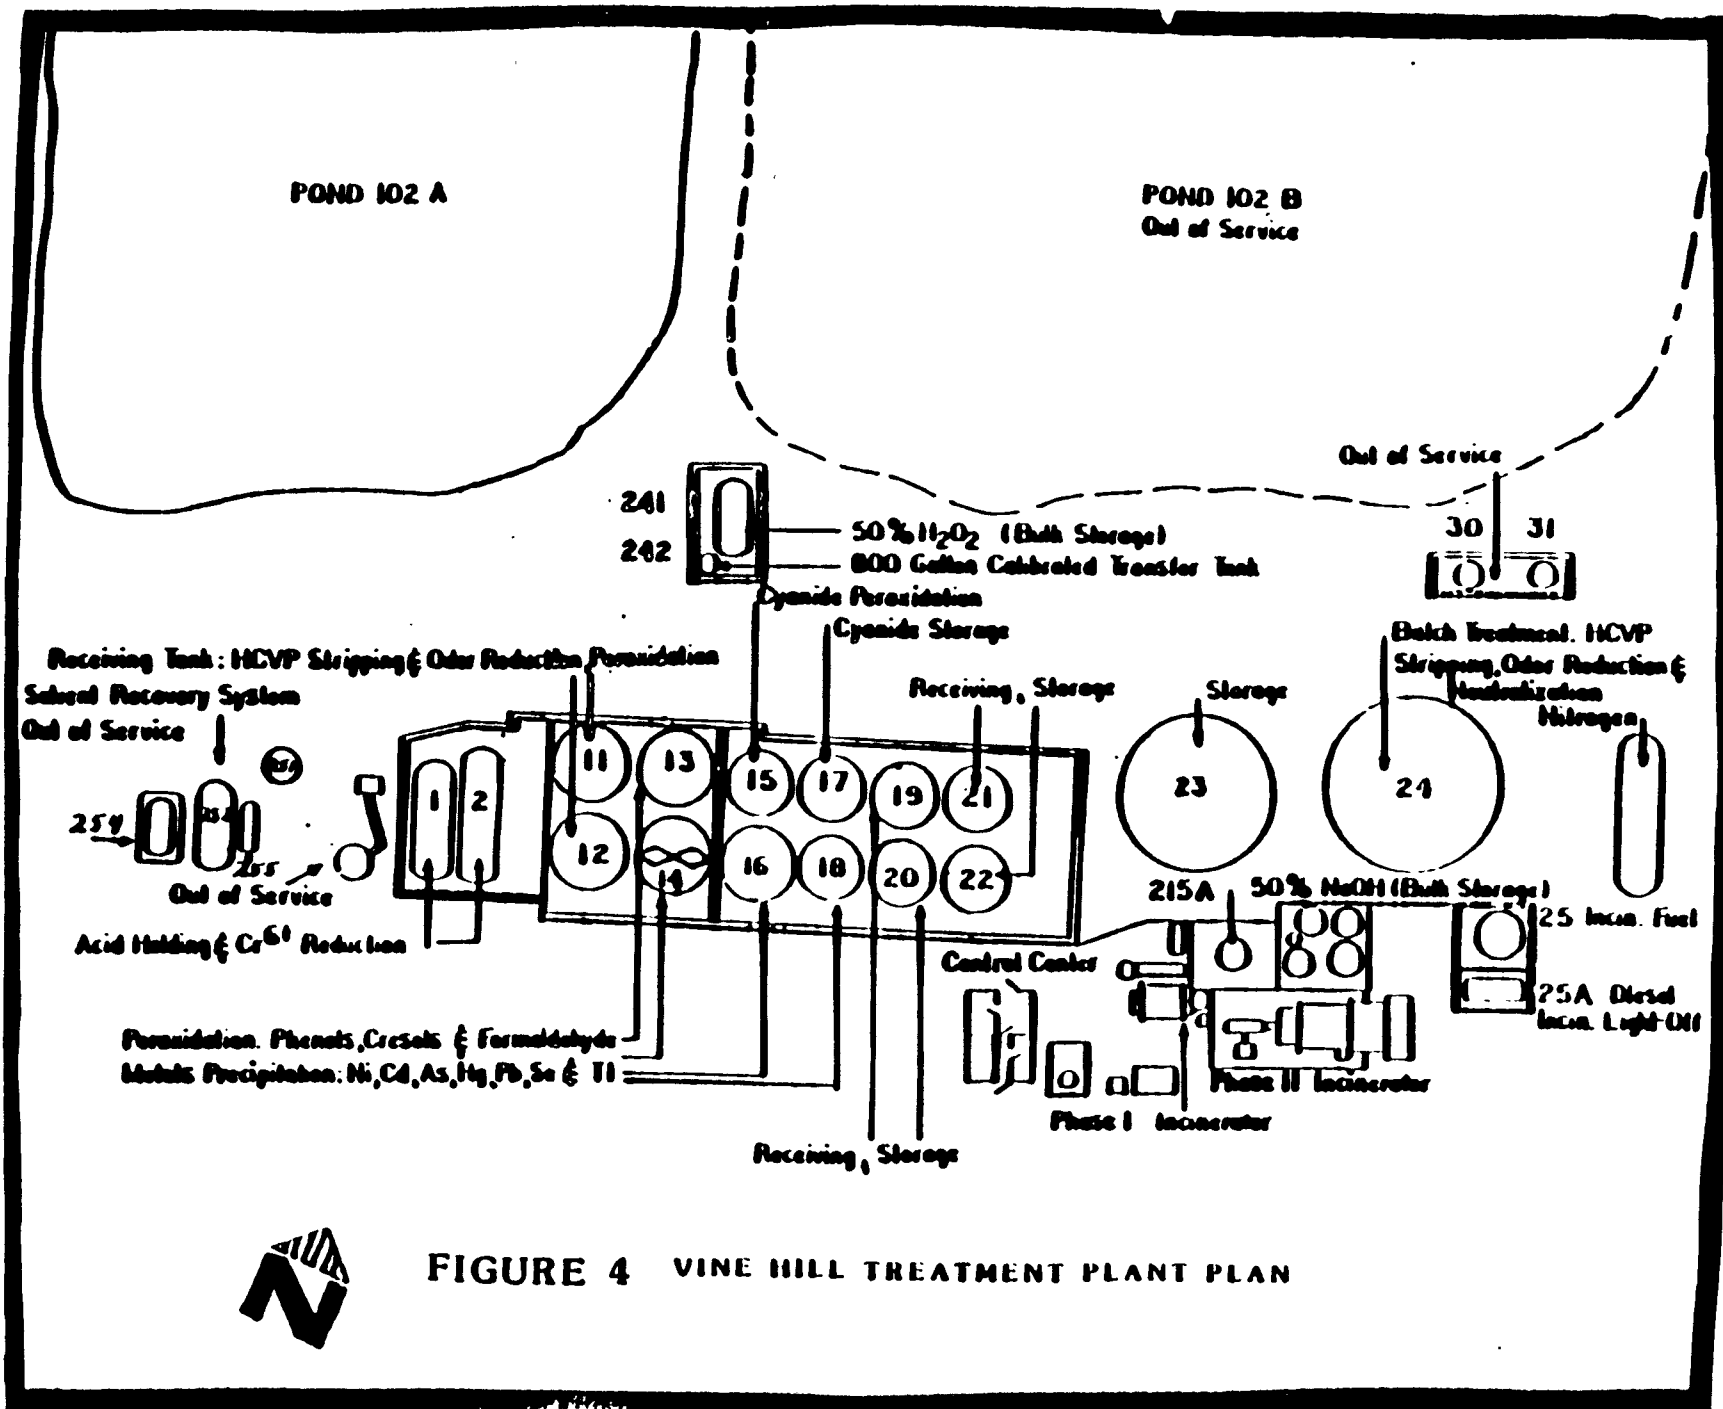 POND 102 A
POND 102 B
Out of Service
Out of Service
30
31
241
242
50% H2O2 (Bulk Storage)
800 Gallon Calibrated Transfer Tank
Cyanide Peroxidation
Cyanide Storage
Receiving Tank: HCVP Stripping & Odor Reduction Peroxidation
Solvent Recovery System
Out of Service
Receiving, Storage
Storage
Batch Treatment. HCVP
Stripping, Odor Reduction &
Neutralization
Nitrogen
254
255
1
2
11
13
15
17
19
21
23
24
12
14
16
18
20
22
Out of Service
Acid Holding & Cr6+ Reduction
215A
50% NaOH (Bulk Storage)
25 Incin. Fuel
Control Center
25A Diesel
Incin. Light-Off
Peroxidation. Phenols, Cresols & Formaldehyde
Metals Precipitation: Ni, Cd, As, Hg, Pb, Se & Tl
Phase II Incinerator
Phase I Incinerator
Receiving, Storage
N
FIGURE 4 VINE HILL TREATMENT PLANT PLAN